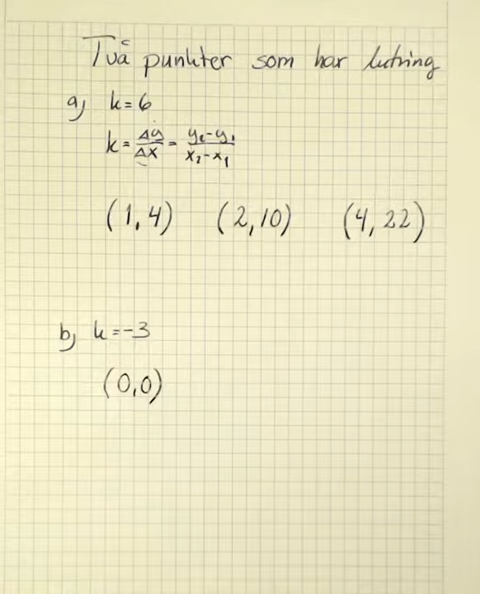 Två punkter som har lutning
a) k=6
k = Δy/Δx = y₂-y₁/x₂-x₁
(1,4) (2,10) (4,22)
b) k=-3
(0,0)